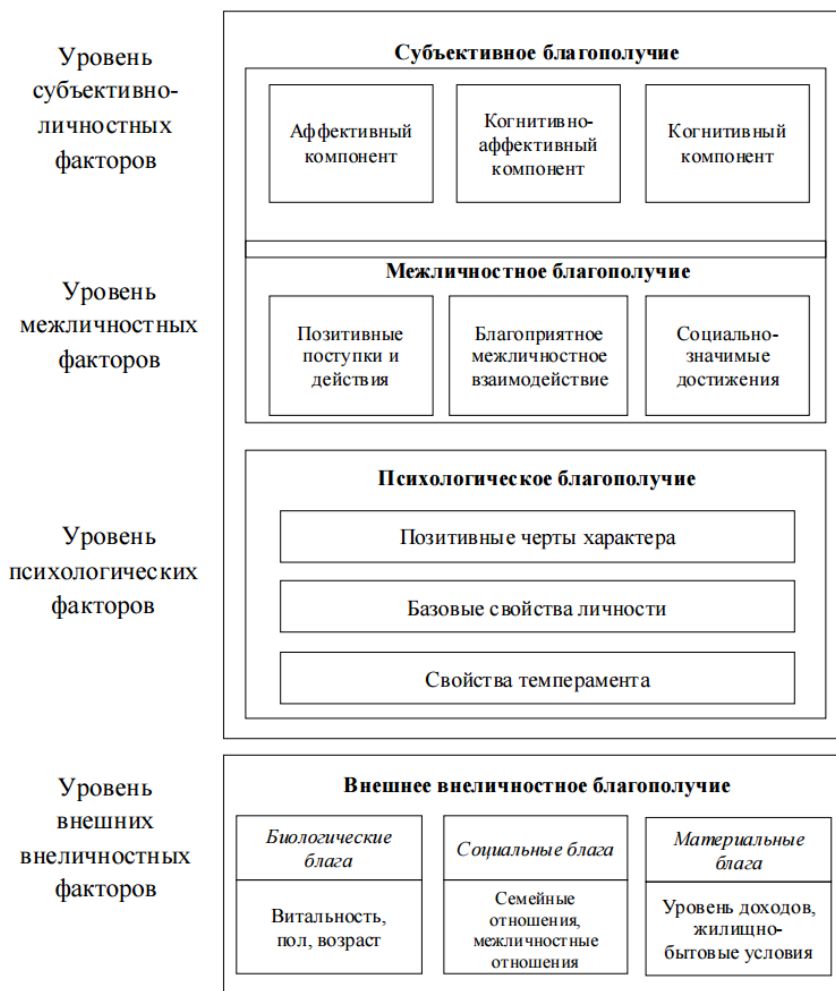 Уровень
субъективно-
личностных
факторов
Субъективное благополучие
Аффективный
компонент
Когнитивно-
аффективный
компонент
Когнитивный
компонент
Уровень
межличностных
факторов
Межличностное благополучие
Позитивные
поступки и
действия
Благоприятное
межличностное
взаимодействие
Социально-
значимые
достижения
Уровень
психологических
факторов
Психологическое благополучие
Позитивные черты характера
Базовые свойства личности
Свойства темперамента
Уровень
внешних
внеличностных
факторов
Внешнее внеличностное благополучие
Биологические
блага
Витальность,
пол, возраст
Социальные блага
Семейные
отношения,
межличностные
отношения
Материальные
блага
Уровень доходов,
жилищно-
бытовые условия